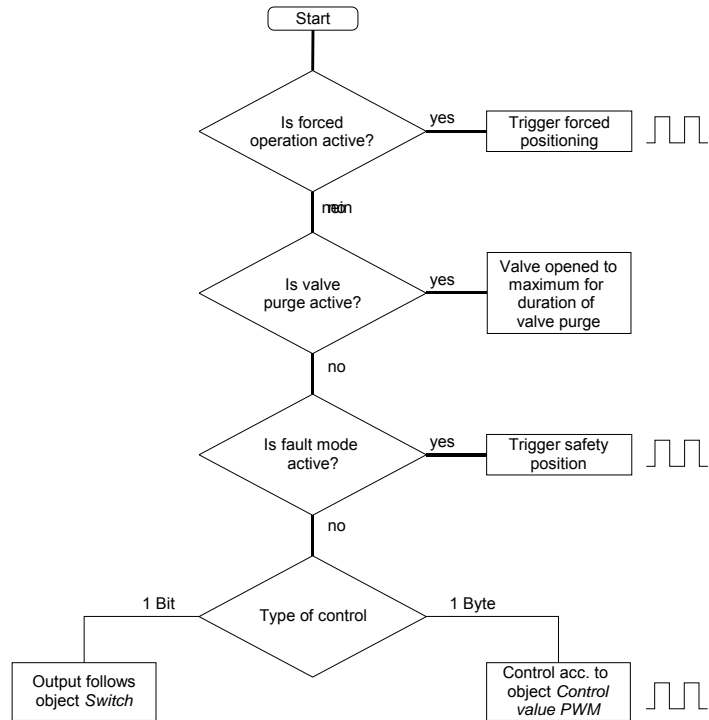 Start
Is forced
operation active?
yes
Trigger forced
positioning
nein
no
Is valve
purge active?
yes
Valve opened to
maximum for
duration of
valve purge
no
Is fault mode
active?
yes
Trigger safety
position
no
Type of control
1 Bit
1 Byte
Output follows
object Switch
Control acc. to
object Control
value PWM